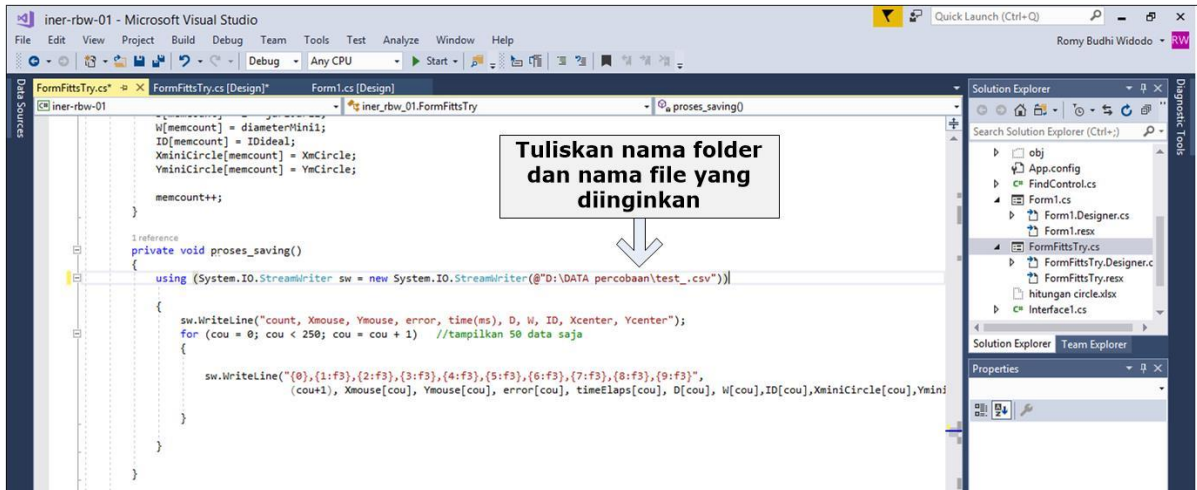 iner-rbw-01 - Microsoft Visual Studio
Quick Launch (Ctrl+Q)
File Edit View Project Build Debug Team Tools Test Analyze Window Help
Romy Budhi Widodo RW
Debug Any CPU Start
Data Sources
FormFittsTry.cs* FormFittsTry.cs [Design]* Form1.cs [Design]
iner-rbw-01 iner_rbw_01.FormFittsTry proses_saving()
W[memcount] = diameterMini1;
ID[memcount] = IDideal;
XminiCircle[memcount] = XmCircle;
YminiCircle[memcount] = YmCircle;
memcount++;
}
1 reference
private void proses_saving()
{
using (System.IO.StreamWriter sw = new System.IO.StreamWriter(@"D:\DATA percobaan\test_.csv"))
{
sw.WriteLine("count, Xmouse, Ymouse, error, time(ms), D, W, ID, Xcenter, Ycenter");
for (cou = 0; cou < 250; cou = cou + 1) //tampilkan 50 data saja
{
sw.WriteLine("{0},{1:f3},{2:f3},{3:f3},{4:f3},{5:f3},{6:f3},{7:f3},{8:f3},{9:f3}",
(cou+1), Xmouse[cou], Ymouse[cou], error[cou], timeElaps[cou], D[cou], W[cou],ID[cou],XminiCircle[cou],Ymini
}
}
}
Tuliskan nama folder
dan nama file yang
diinginkan
Solution Explorer
Search Solution Explorer (Ctrl+;)
obj
App.config
C# FindControl.cs
Form1.cs
Form1.Designer.cs
Form1.resx
FormFittsTry.cs
FormFittsTry.Designer.c
FormFittsTry.resx
hitungan circle.xlsx
C# Interface1.cs
Solution Explorer Team Explorer
Properties
Diagnostic Tools